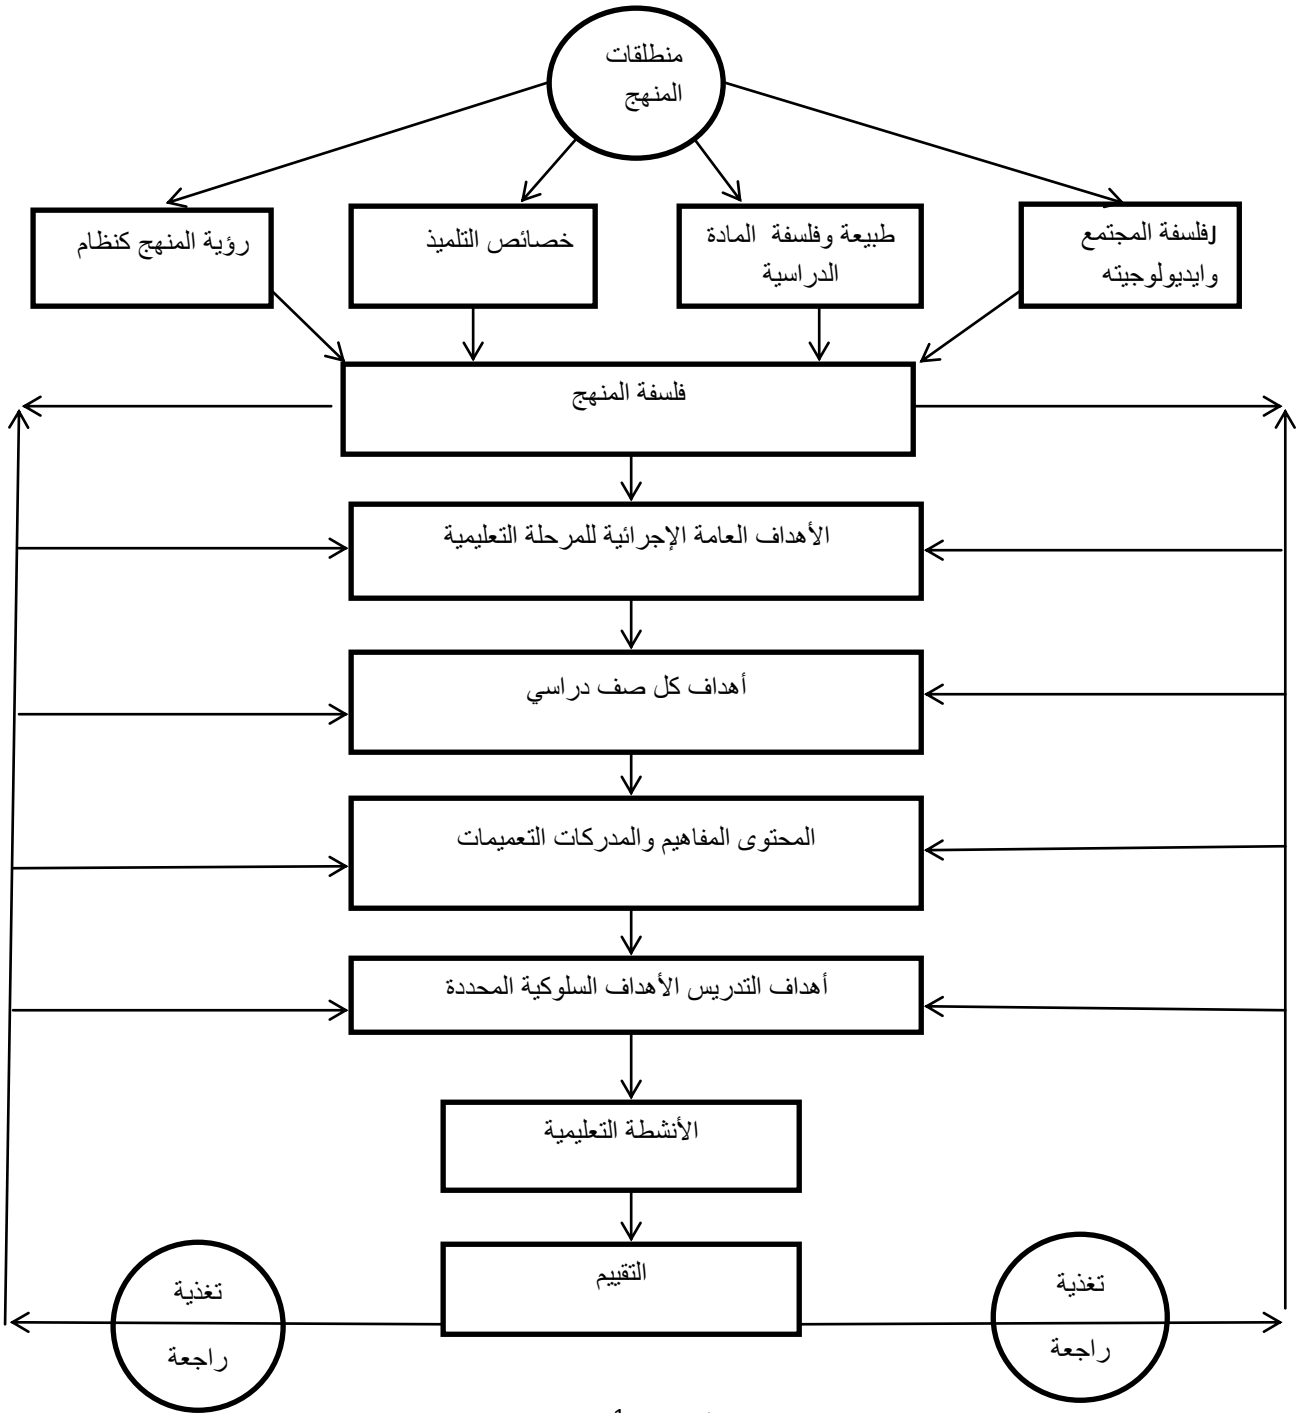 منطلقات
المنهج
لفلسفة المجتمع
وايديولوجيته
طبيعة وفلسفة المادة
الدراسية
خصائص التلميذ
رؤية المنهج كنظام
فلسفة المنهج
الأهداف العامة الإجرائية للمرحلة التعليمية
أهداف كل صف دراسي
المحتوى المفاهيم والمدركات التعميمات
أهداف التدريس الأهداف السلوكية المحددة
الأنشطة التعليمية
التقييم
تغذية
راجعة
تغذية
راجعة